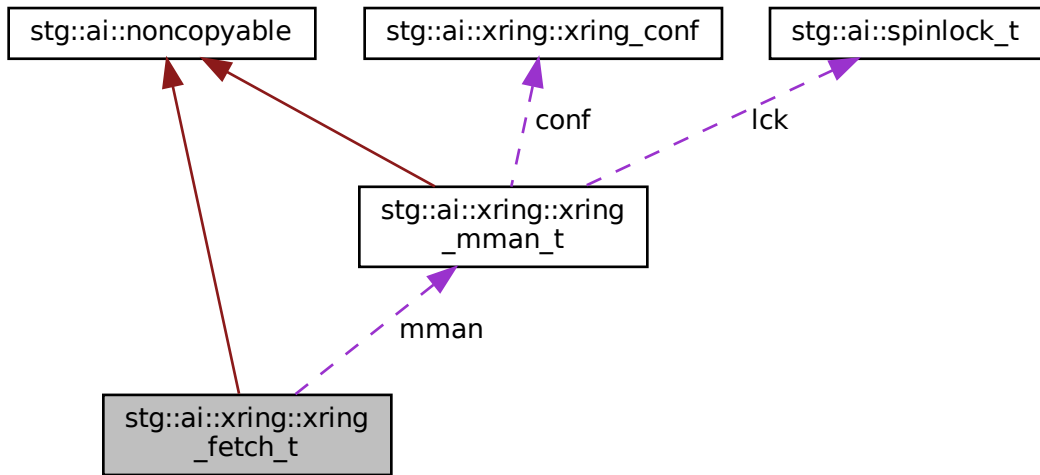 stg::ai::noncopyable
stg::ai::xring::xring_conf
stg::ai::spinlock_t
conf
lck
stg::ai::xring::xring
_mman_t
mman
stg::ai::xring::xring
_fetch_t